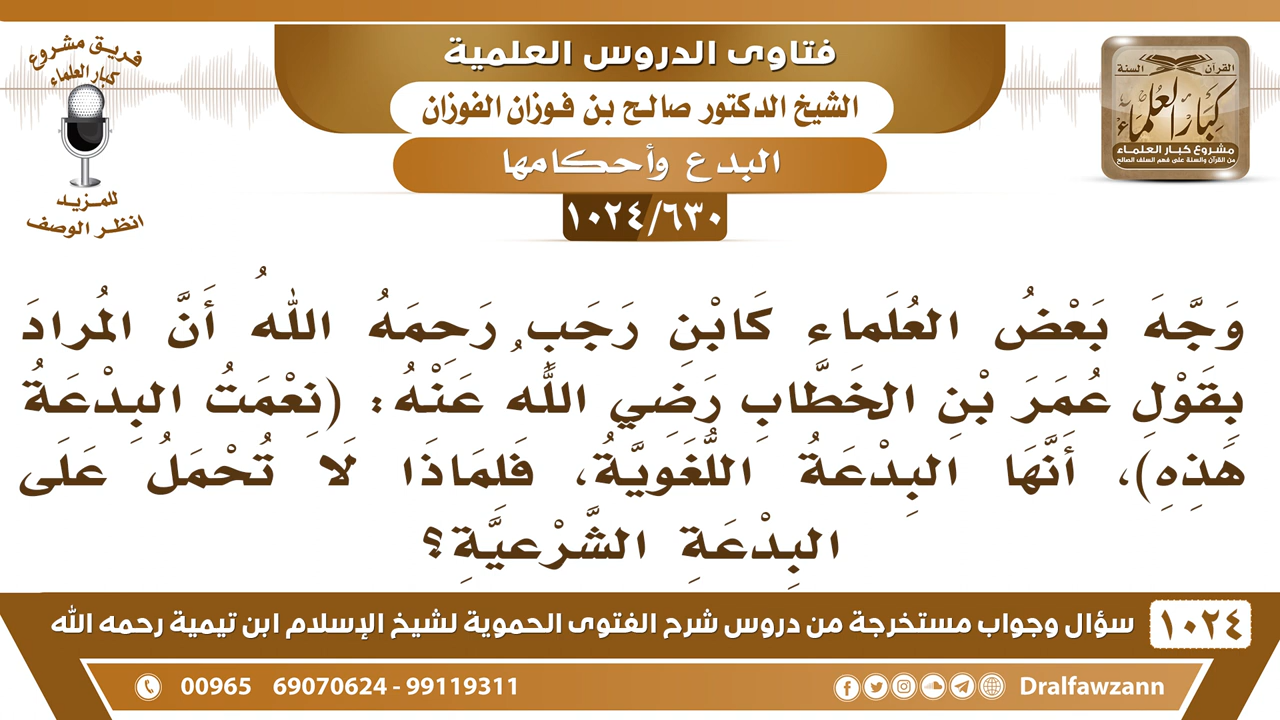 فتاوى الدروس العلمية
الشيخ الدكتور صالح بن فوزان الفوزان
البدع وأحكامها
١٠٢٤/٦٣٠
القرآن السنة
كبار العلماء
مشروع كبار العلماء
من القرآن والسنة على فهم السلف الصالح
فريق مشروع
كبار العلماء
للمزيد
انظر الوصف
وَجَّهَ بَعْضُ العُلَماء كَابْنِ رَجَبٍ رَحمَهُ اللهُ أَنَّ المُرادَ
بِقَوْلِ عُمَرَ بْنِ الخَطَّابِ رَضِي اللَّهُ عَنْهُ: (نِعْمَتُ البِدْعَةُ
هَذِهِ)، أَنَّهَا البِدْعَةُ اللُّغَوِيَّةُ، فَلمَاذَا لَا تُحْمَلُ عَلَى
البِدْعَةِ الشَّرْعيَّةِ؟
١٠٢٤ سؤال وجواب مستخرجة من دروس شرح الفتوى الحموية لشيخ الإسلام ابن تيمية رحمه الله
00965 69070624 - 99119311
Dralfawzann